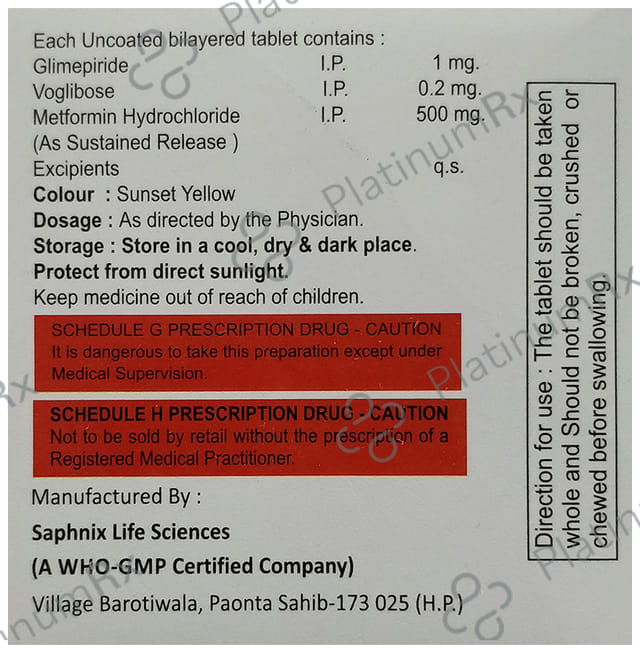 Each Uncoated bilayered tablet contains :
Glimepiride I.P. 1 mg.
Voglibose I.P. 0.2 mg.
Metformin Hydrochloride I.P. 500 mg.
(As Sustained Release )
Excipients q.s.
Colour : Sunset Yellow
Dosage : As directed by the Physician.
Storage : Store in a cool, dry & dark place.
Protect from direct sunlight.
Keep medicine out of reach of children.
SCHEDULE G PRESCRIPTION DRUG - CAUTION
It is dangerous to take this preparation except under
Medical Supervision.
SCHEDULE H PRESCRIPTION DRUG - CAUTION
Not to be sold by retail without the prescription of a
Registered Medical Practitioner.
Manufactured By :
Saphnix Life Sciences
(A WHO-GMP Certified Company)
Village Barotiwala, Paonta Sahib-173 025 (H.P.)
Direction for use : The tablet should be taken
whole and Should not be broken, crushed or
chewed before swallowing.
PlatinumRx
PlatinumRx
PlatinumRx